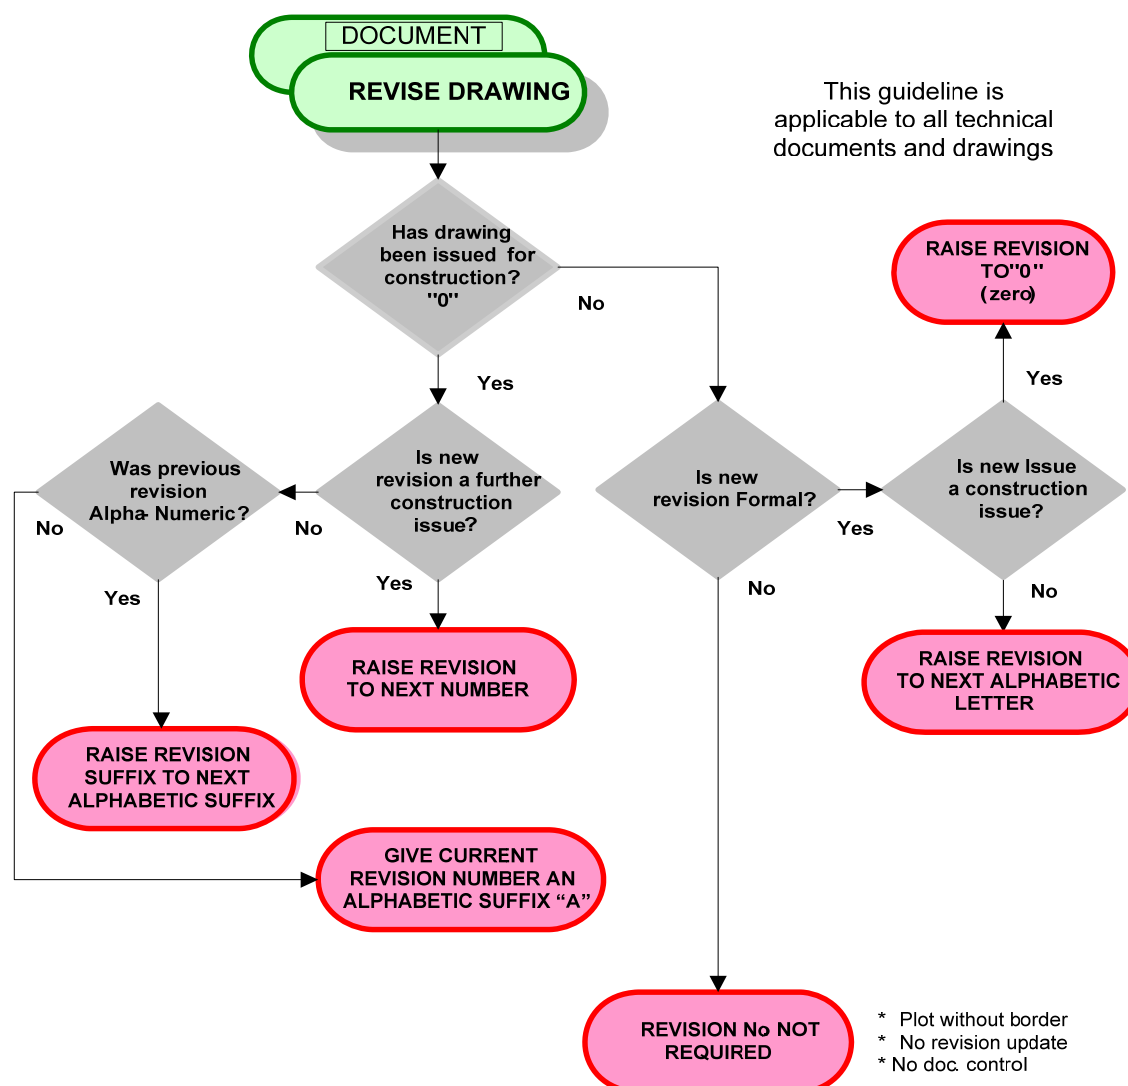 DOCUMENT
REVISE DRAWING
This guideline is
applicable to all technical
documents and drawings
Has drawing
been issued for
construction?
"0"
No
Yes
RAISE REVISION
TO"0"
(zero)
Yes
Was previous
revision
Alpha- Numeric?
Is new
revision a further
construction
issue?
Is new
revision Formal?
Is new Issue
a construction
issue?
No
No
Yes
Yes
Yes
No
No
RAISE REVISION
TO NEXT NUMBER
RAISE REVISION
TO NEXT ALPHABETIC
LETTER
RAISE REVISION
SUFFIX TO NEXT
ALPHABETIC SUFFIX
GIVE CURRENT
REVISION NUMBER AN
ALPHABETIC SUFFIX “A”
REVISION No NOT
REQUIRED
* Plot without border
* No revision update
* No doc. control